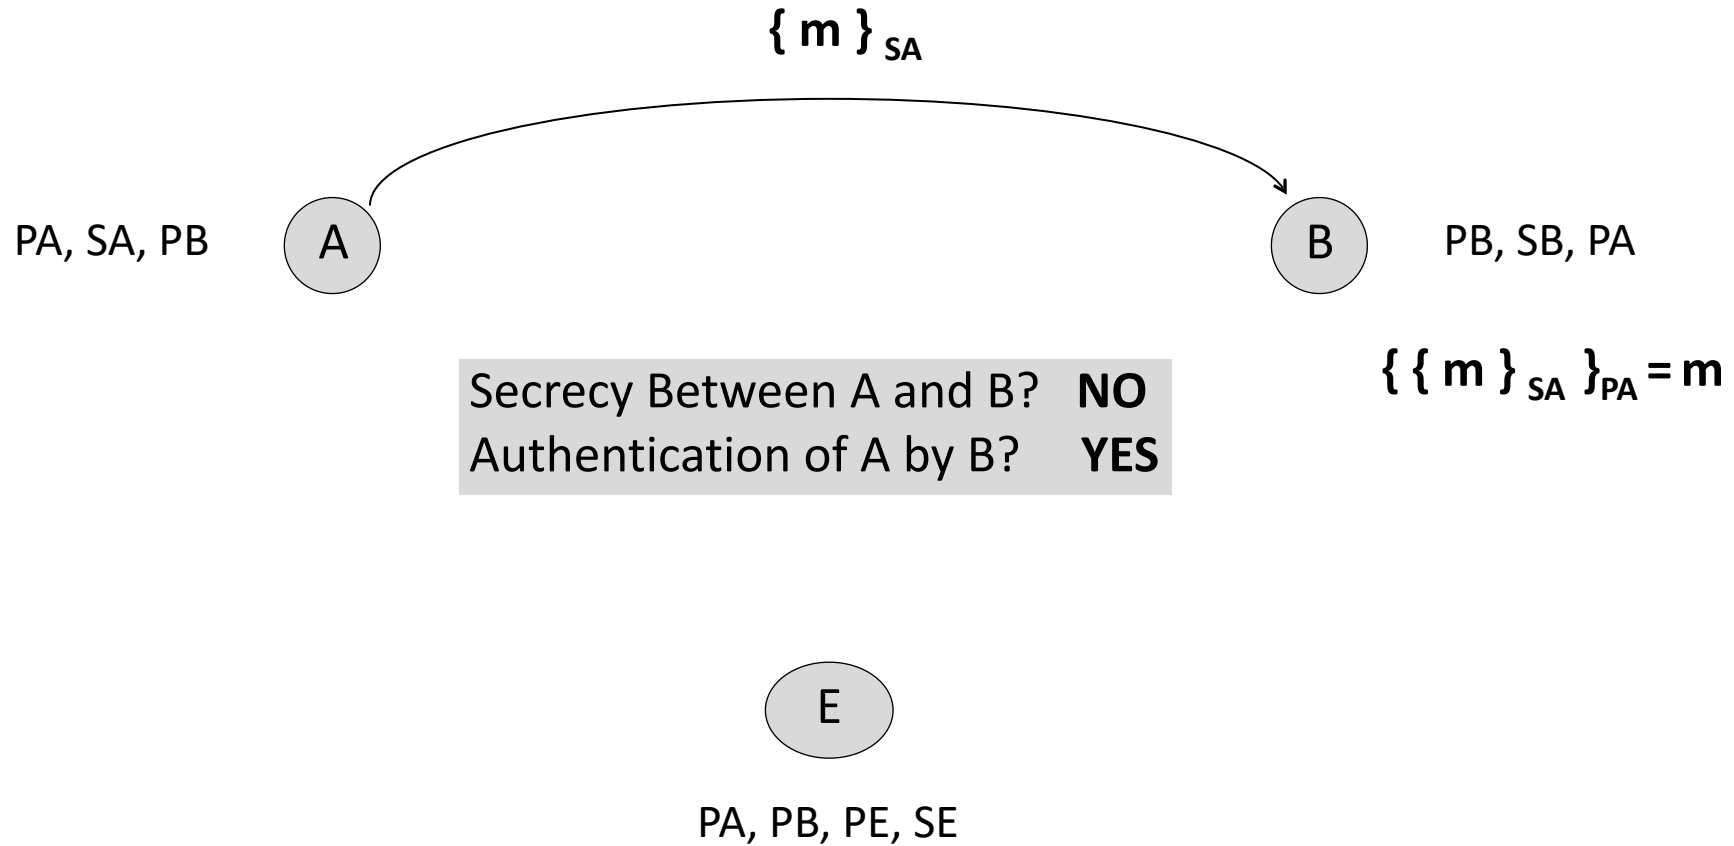 { m } SA
PA, SA, PB
A
B
PB, SB, PA
{ { m } SA }PA = m
Secrecy Between A and B? NO
Authentication of A by B? YES
E
PA, PB, PE, SE